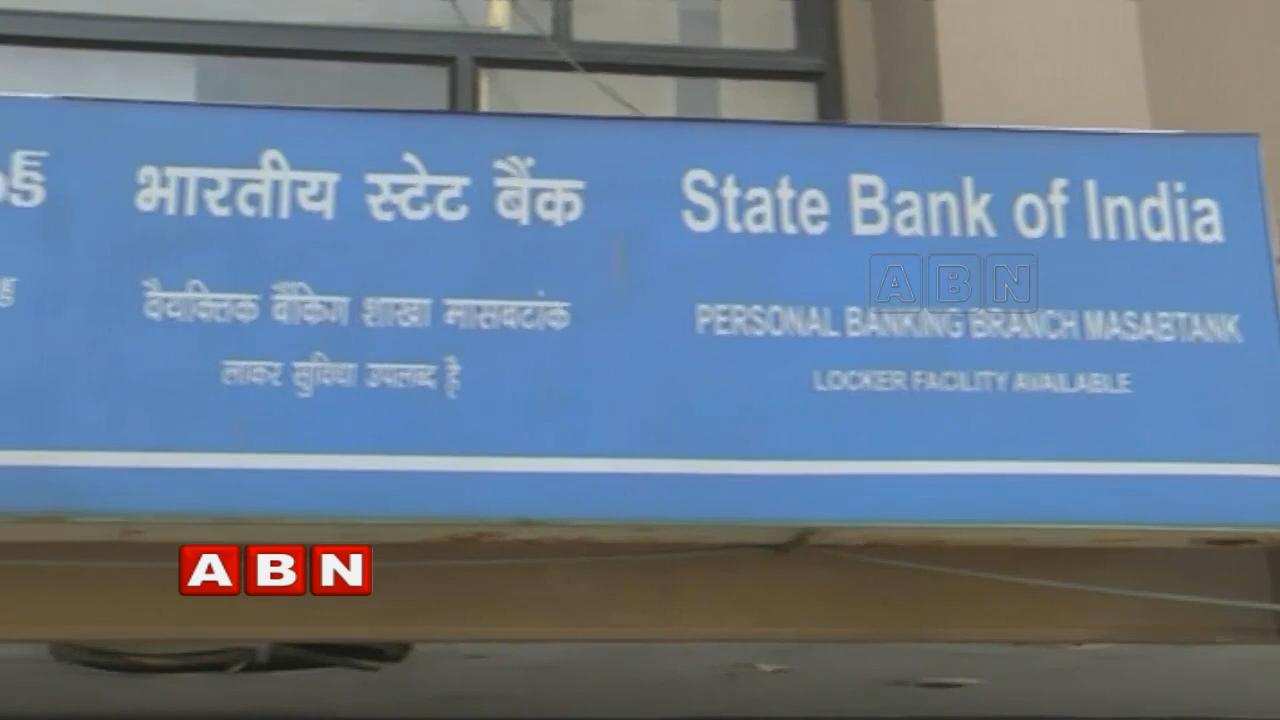 भारतीय स्टेट बैंक
वैयक्तिक बैंकिग शाखा मासबटांक
लाकर सुविधा उपलब्द है
State Bank of India
ABN
PERSONAL BANKING BRANCH MASABTANK
LOCKER FACILITY AVAILABLE
ABN